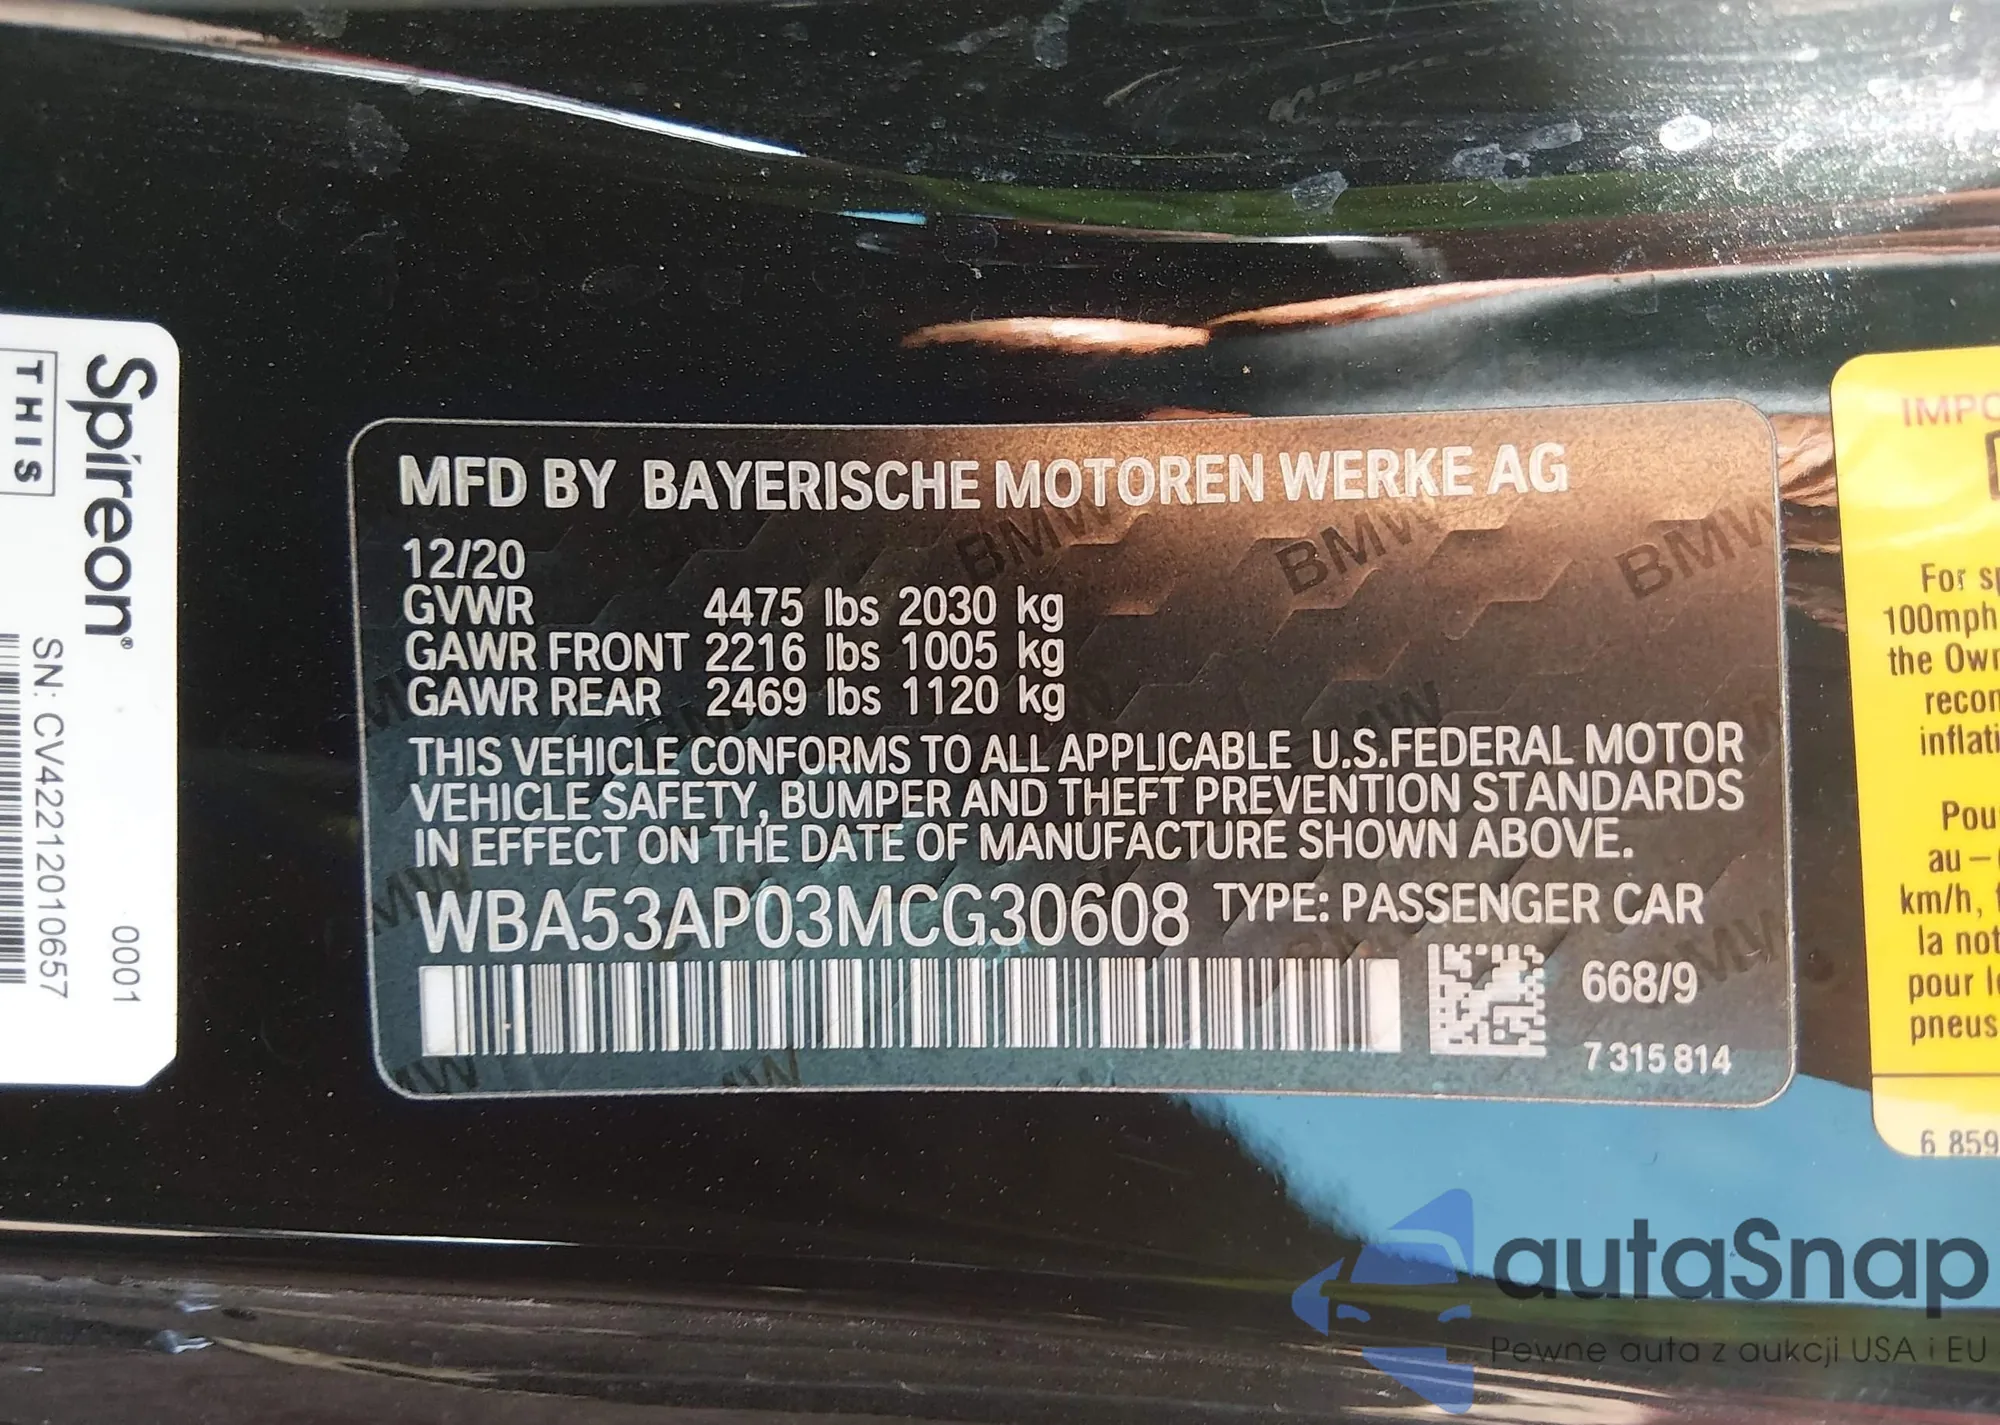 MFD BY BAYERISCHE MOTOREN WERKE AG
12/20
GVWR 4475 lbs 2030 kg
GAWR FRONT 2216 lbs 1005 kg
GAWR REAR 2469 lbs 1120 kg
THIS VEHICLE CONFORMS TO ALL APPLICABLE U.S.FEDERAL MOTOR
VEHICLE SAFETY, BUMPER AND THEFT PREVENTION STANDARDS
IN EFFECT ON THE DATE OF MANUFACTURE SHOWN ABOVE.
WBA53AP03MCG30608 TYPE: PASSENGER CAR
668/9
7 315 814
Spireon®
THIS
SN: CV42212010657
0001
IMPO
For sp
100mph
the Own
recon
inflati
Pou
au –
km/h, f
la not
pour le
pneus
6 859
autaSnap
Pewne auta z aukcji USA i EU